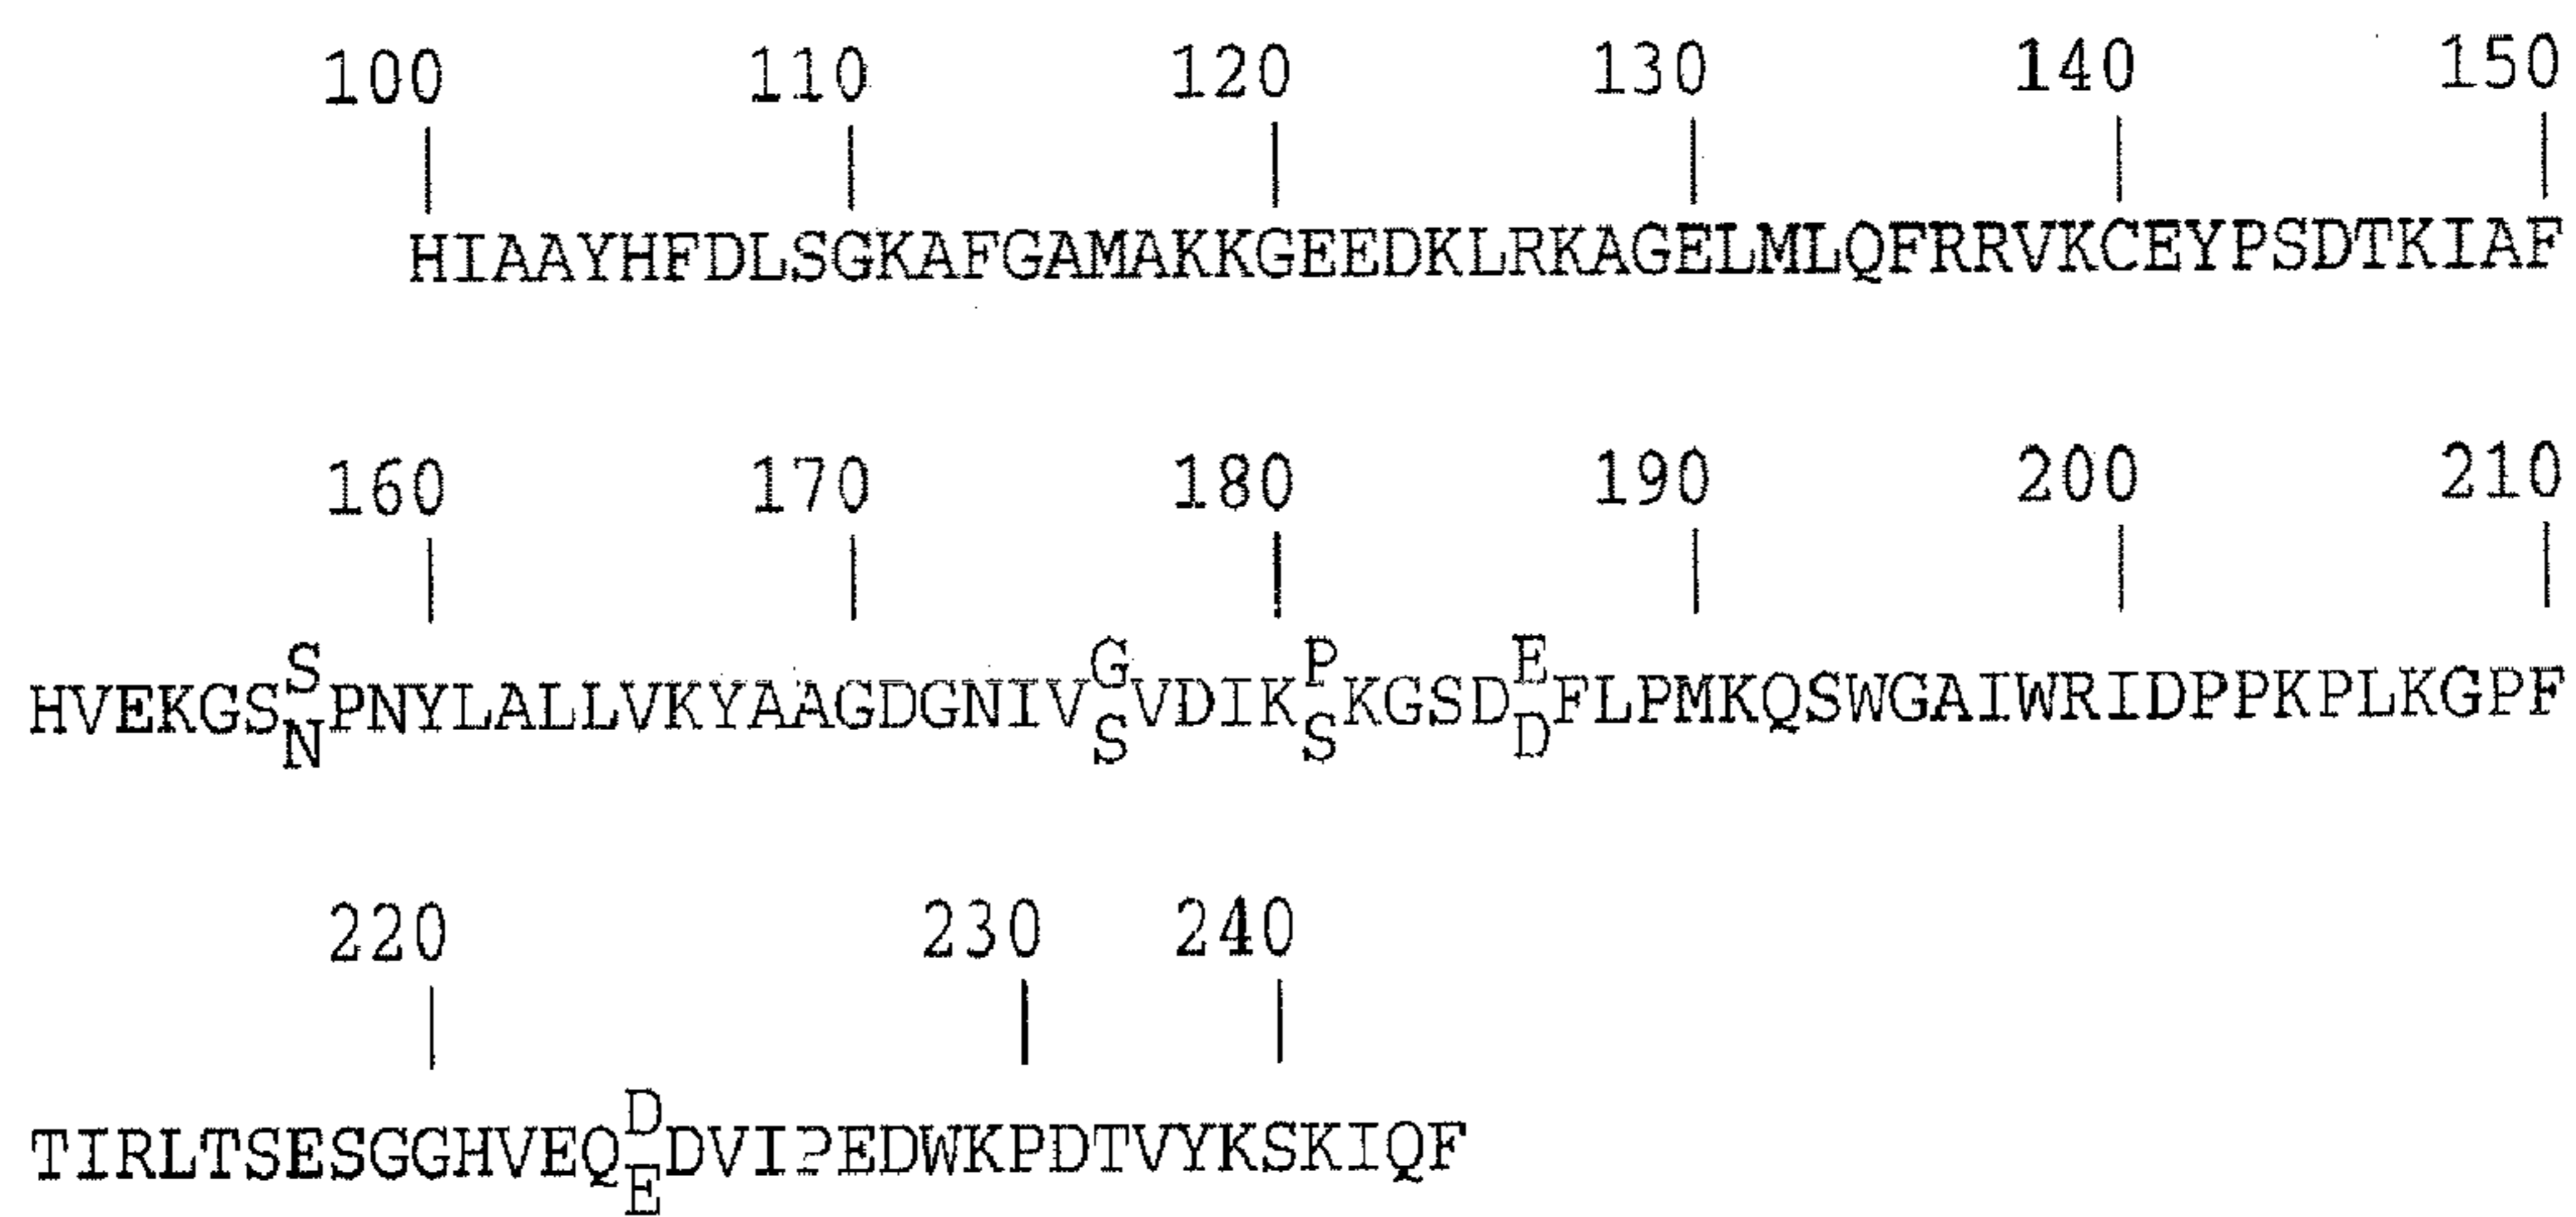 100 110 120 130 140 150
HIAAYHFDLSGKAFGAMAKKGEEDKLRKAGELMLQFRRVKCEYPSDTKIAF
160 170 180 190 200 210
S G P E
HVEKGS PNYLALLVKYAAGDGNIV VDIK KGSD FLPMKQSWGAIWRIDPPKPLKGPF
N S S D
220 230 240
D
TIRLTSESGGHVEQ DVIPEDWKPDTVYKSKIQF
E